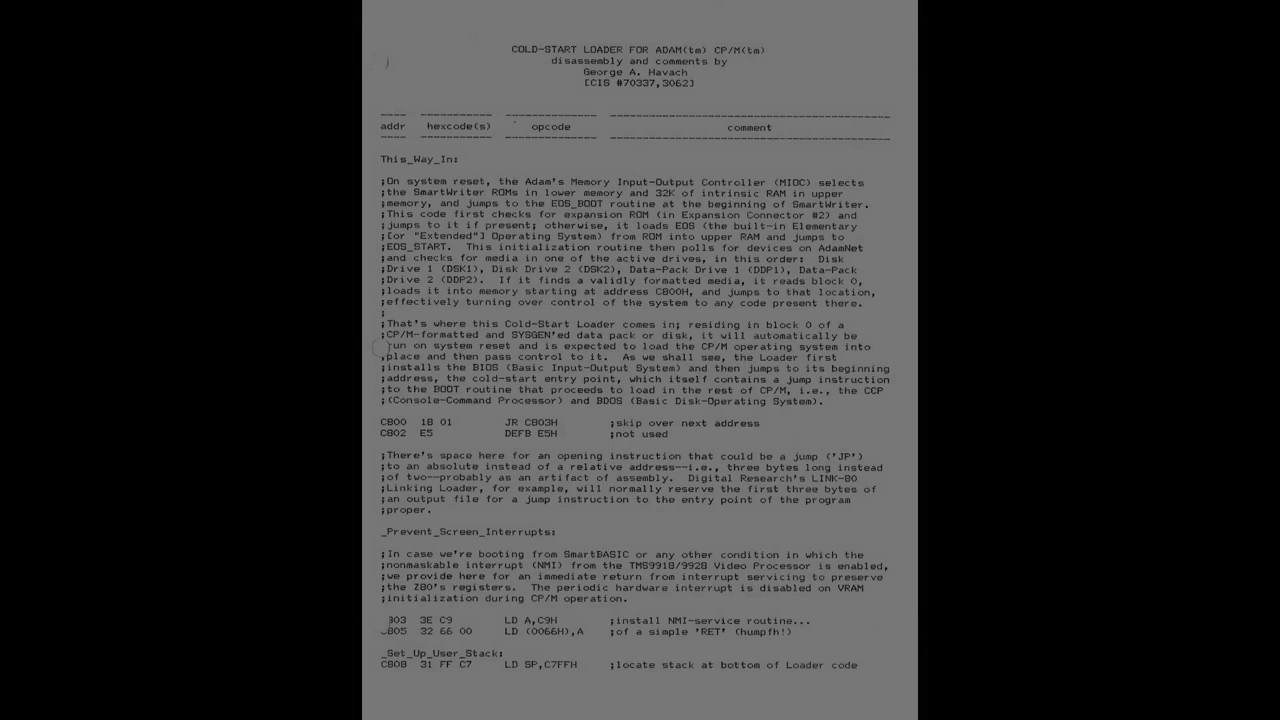 COLD-START LOADER FOR ADAM(tm) CP/M(tm)
disassembly and comments by
George A. Havach
[CIS #70337,3062]
addr hexcode(s) opcode comment
This_Way_In:
;On system reset, the Adam's Memory Input-Output Controller (MIOC) selects
;the SmartWriter ROMs in lower memory and 32K of intrinsic RAM in upper
;memory, and jumps to the EOS_BOOT routine at the beginning of SmartWriter.
;This code first checks for expansion ROM (in Expansion Connector #2) and
;jumps to it if present; otherwise, it loads EOS (the built-in Elementary
;[or "Extended"] Operating System) from ROM into upper RAM and jumps to
;EOS_START.  This initialization routine then polls for devices on AdamNet
;and checks for media in one of the active drives, in this order:  Disk
;Drive 1 (DSK1), Disk Drive 2 (DSK2), Data-Pack Drive 1 (DDP1), Data-Pack
;Drive 2 (DDP2).  If it finds a validly formatted media, it reads block 0,
;loads it into memory starting at address C800H, and jumps to that location,
;effectively turning over control of the system to any code present there.
;
;That's where this Cold-Start Loader comes in; residing in block 0 of a
;CP/M-formatted and SYSGEN'ed data pack or disk, it will automatically be
run on system reset and is expected to load the CP/M operating system into
;place and then pass control to it.  As we shall see, the Loader first
;installs the BIOS (Basic Input-Output System) and then jumps to its beginning
;address, the cold-start entry point, which itself contains a jump instruction
;to the BOOT routine that proceeds to load in the rest of CP/M, i.e., the CCP
;(Console-Command Processor) and BDOS (Basic Disk-Operating System).
C800 18 01 JR C803H ;skip over next address
C802 E5 DEFB E5H ;not used
;There's space here for an opening instruction that could be a jump ('JP')
;to an absolute instead of a relative address--i.e., three bytes long instead
;of two--probably as an artifact of assembly.  Digital Research's LINK-80
;Linking Loader, for example, will normally reserve the first three bytes of
;an output file for a jump instruction to the entry point of the program
;proper.
_Prevent_Screen_Interrupts:
;In case we're booting from SmartBASIC or any other condition in which the
;nonmaskable interrupt (NMI) from the TMS9918/9928 Video Processor is enabled,
;we provide here for an immediate return from interrupt servicing to preserve
;the Z80's registers.  The periodic hardware interrupt is disabled on VRAM
;initialization during CP/M operation.
803 3E C9 LD A,C9H ;install NMI-service routine...
805 32 66 00 LD (0066H),A ;of a simple 'RET' (humpfh!)
_Set_Up_User_Stack:
C808 31 FF C7 LD SP,C7FFH ;locate stack at bottom of Loader code